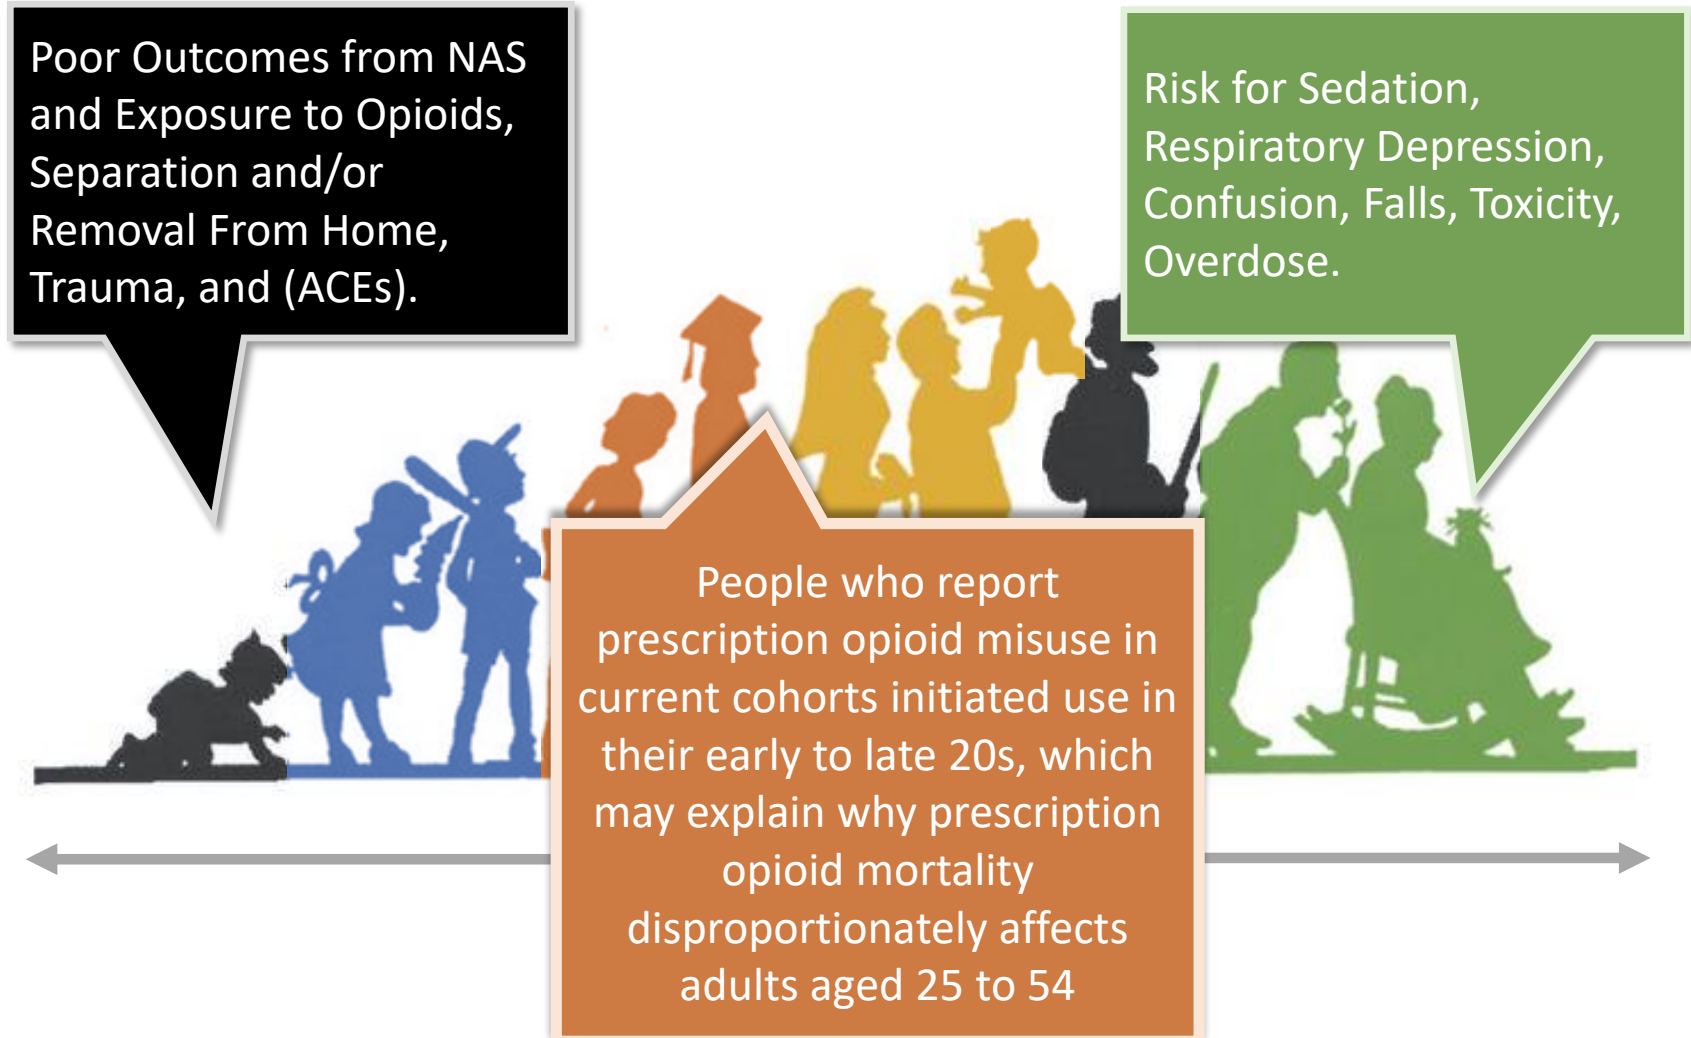 Poor Outcomes from NAS
and Exposure to Opioids,
Separation and/or
Removal From Home,
Trauma, and (ACEs).
Risk for Sedation,
Respiratory Depression,
Confusion, Falls, Toxicity,
Overdose.
People who report
prescription opioid misuse in
current cohorts initiated use in
their early to late 20s, which
may explain why prescription
opioid mortality
disproportionately affects
adults aged 25 to 54